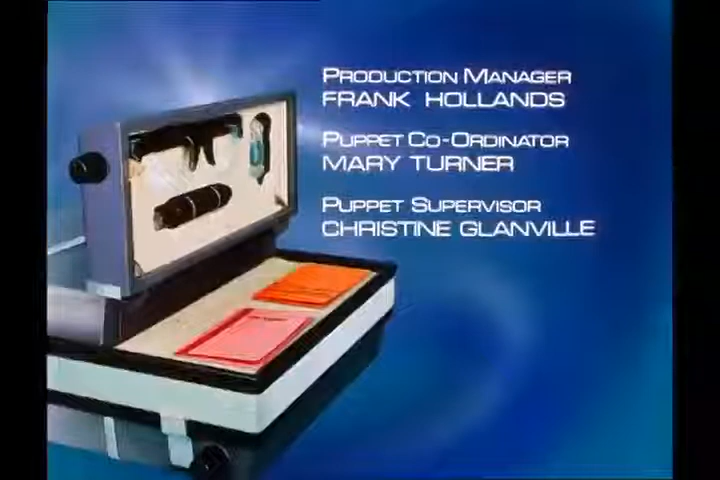 Production Manager
FRANK HOLLANDS
Puppet Co-Ordinator
MARY TURNER
Puppet Supervisor
CHRISTINE GLANVILLE